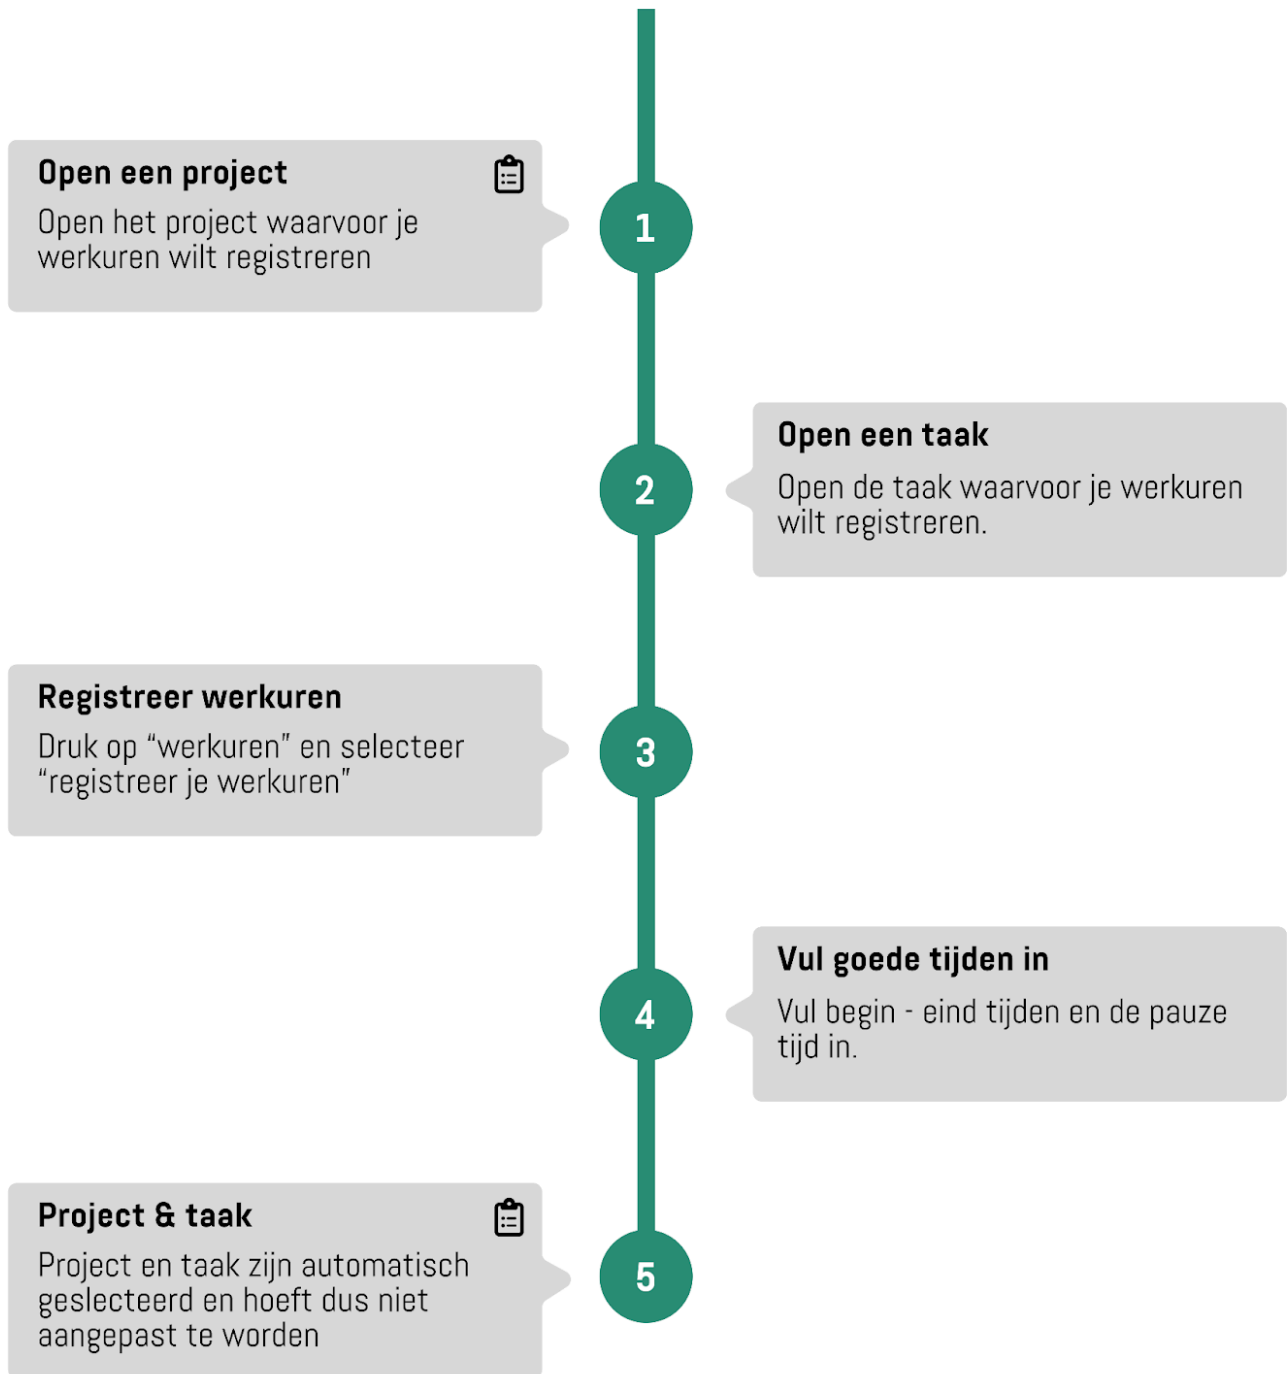 Open een project
Open het project waarvoor je
werkuren wilt registreren
1
2
Open een taak
Open de taak waarvoor je werkuren
wilt registreren.
Registreer werkuren
Druk op “werkuren” en selecteer
“registreer je werkuren”
3
4
Vul goede tijden in
Vul begin - eind tijden en de pauze
tijd in.
Project & taak
Project en taak zijn automatisch
geslecteerd en hoeft dus niet
aangepast te worden
5